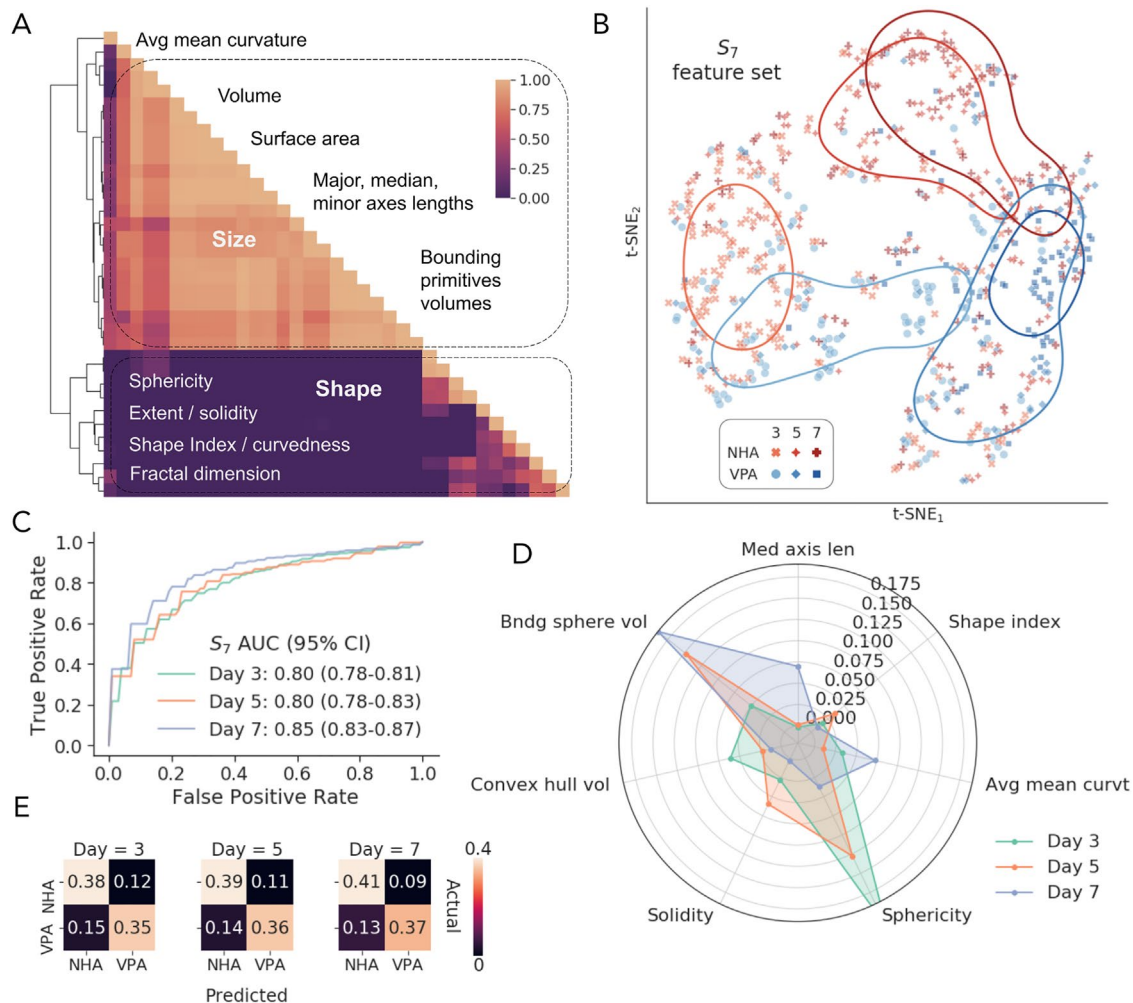 A
Avg mean curvature
Volume
Surface area
Major, median,
minor axes lengths
Bounding
primitives
volumes
Size
1.00
0.75
0.50
0.25
0.00
Shape
Sphericity
Extent / solidity
Shape Index / curvedness
Fractal dimension
B
S7
feature set
t-SNE2
3 5 7
NHA
VPA
t-SNE1
C
True Positive Rate
1.0
0.8
0.6
0.4
0.2
0.0
S7 AUC (95% CI)
Day 3: 0.80 (0.78-0.81)
Day 5: 0.80 (0.78-0.83)
Day 7: 0.85 (0.83-0.87)
0.0 0.2 0.4 0.6 0.8 1.0
False Positive Rate
D
Med axis len
Bndg sphere vol
Shape index
0.175
0.150
0.125
0.100
0.075
0.050
0.025
0.000
Convex hull vol
Avg mean curvt
Solidity
Sphericity
Day 3
Day 5
Day 7
E
Day = 3 Day = 5 Day = 7
NHA 0.38 0.12 0.39 0.11 0.41 0.09
VPA 0.15 0.35 0.14 0.36 0.13 0.37
NHA VPA NHA VPA NHA VPA
Predicted
0.4
Actual
0